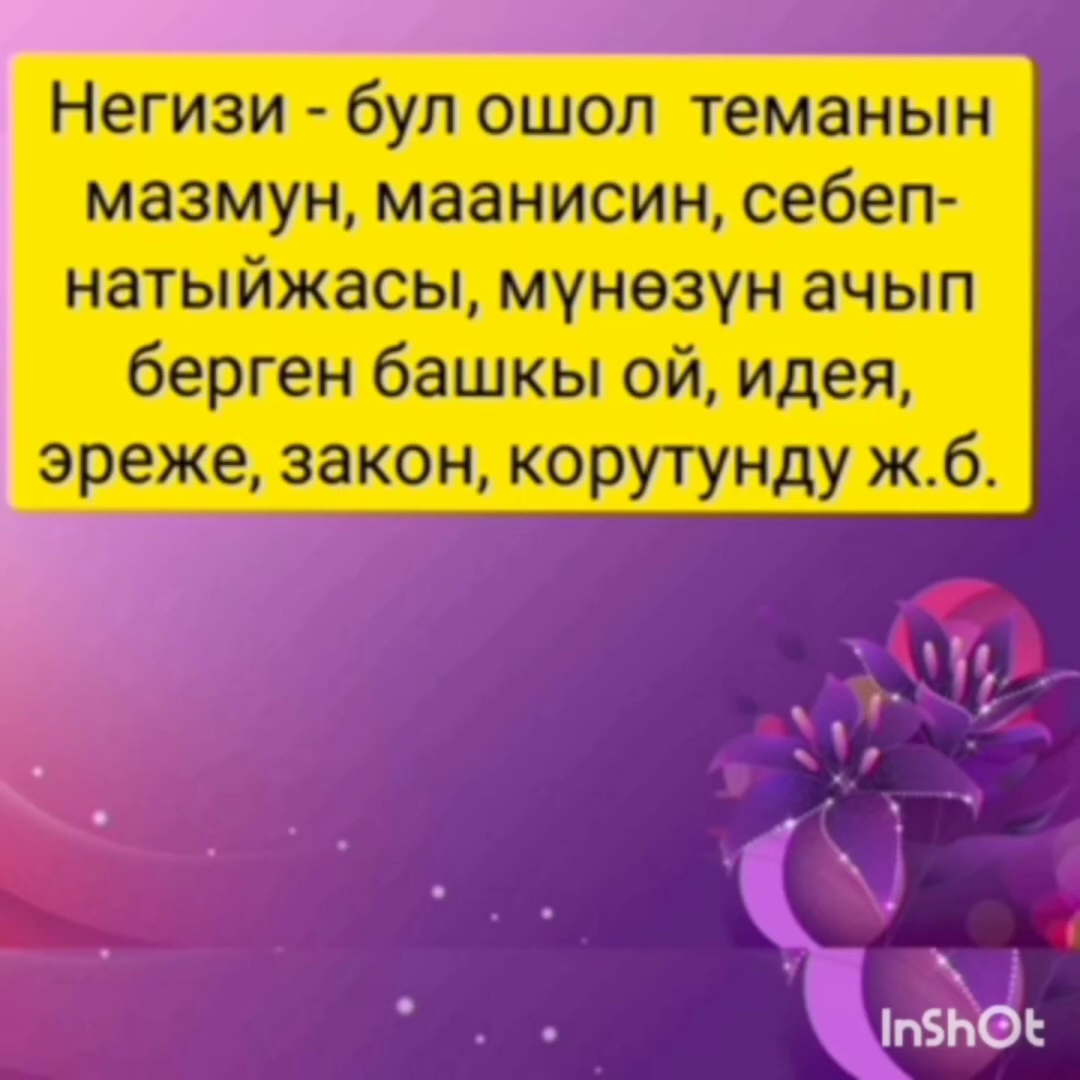 Негизи - бул ошол теманын
мазмун, маанисин, себеп-
натыйжасы, мүнөзүн ачып
берген башкы ой, идея,
эреже, закон, корутунду ж.б.
InShOt